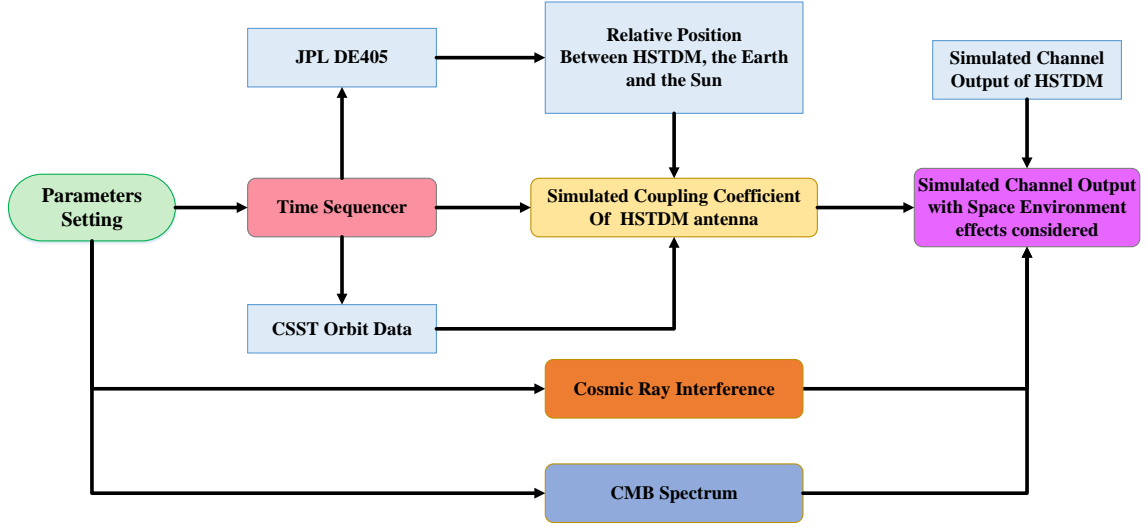 JPL DE405
Relative Position
Between HSTDM, the Earth
and the Sun
Simulated Channel
Output of HSTDM
Parameters
Setting
Time Sequencer
Simulated Coupling Coefficient
Of HSTDM antenna
Simulated Channel Output
with Space Environment
effects considered
CSST Orbit Data
Cosmic Ray Interference
CMB Spectrum